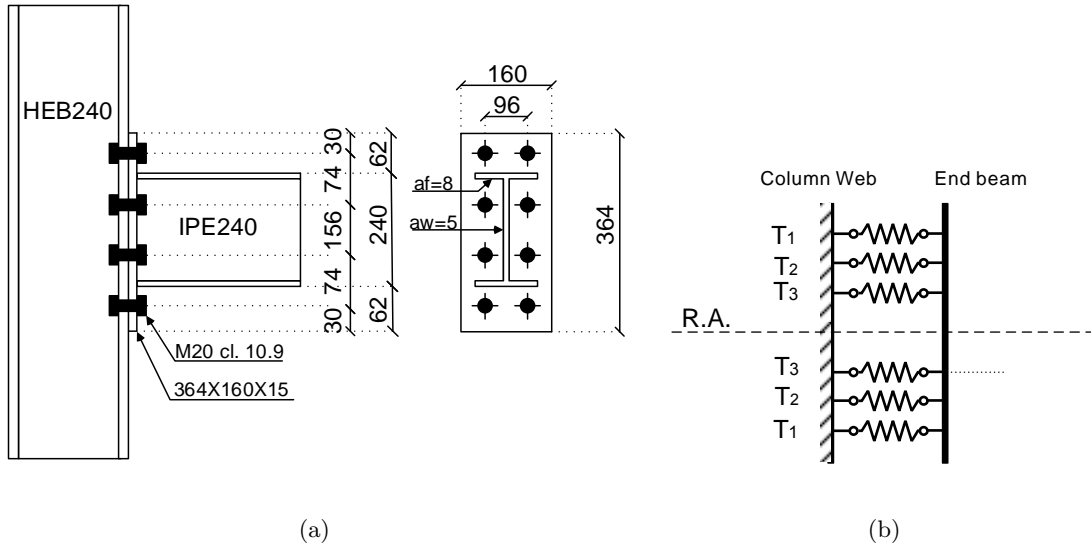 HEB240
IPE240
30
74
156
74
30
62
240
62
M20 cl. 10.9
364X160X15
160
96
af=8
aw=5
364
(a)
Column Web End beam
T1
T2
T3
R.A.
T3
T2
T1
(b)